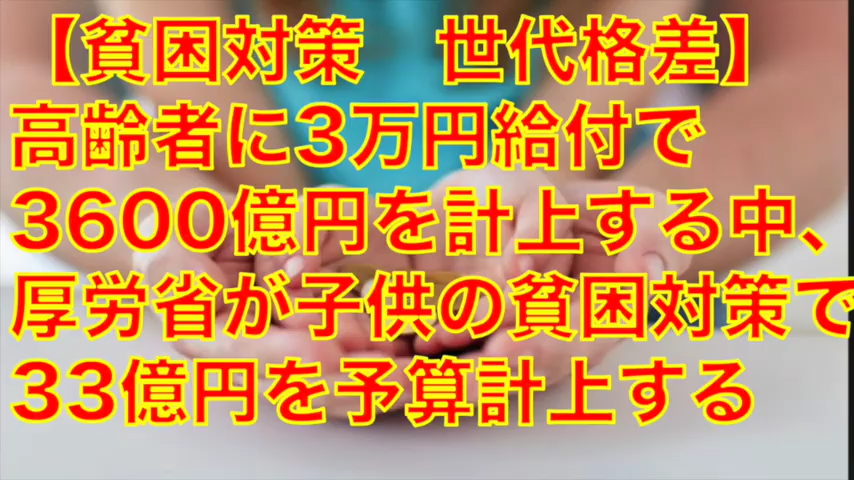 【貧困対策　世代格差】
高齢者に3万円給付で
3600億円を計上する中、
厚労省が子供の貧困対策で
33億円を予算計上する